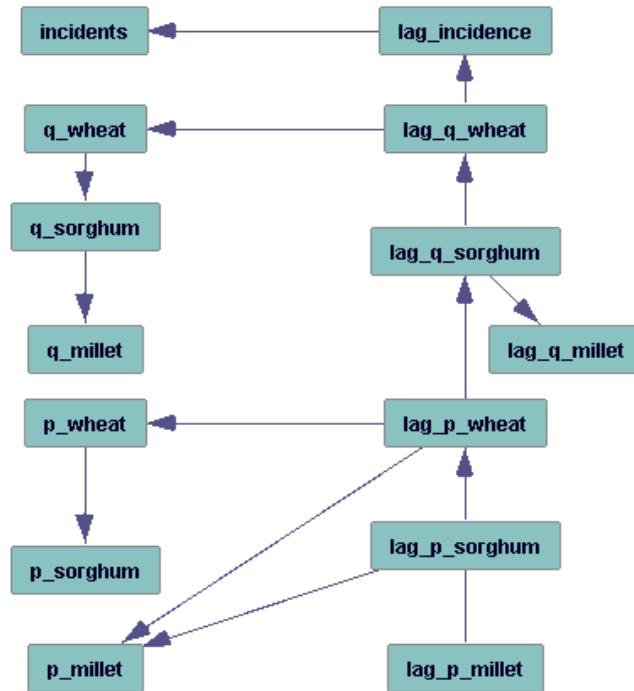 incidents
lag_incidence
q_wheat
lag_q_wheat
q_sorghum
lag_q_sorghum
q_millet
lag_q_millet
p_wheat
lag_p_wheat
p_sorghum
lag_p_sorghum
p_millet
lag_p_millet